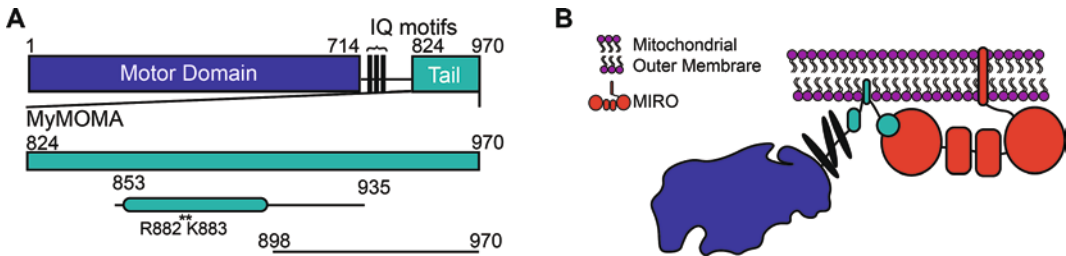 A
IQ motifs
1 714 824 970
Motor Domain Tail
MyMOMA
824 970
853 935
**
R882 K883
898 970
B
Mitochondrial
Outer Membrare
MIRO